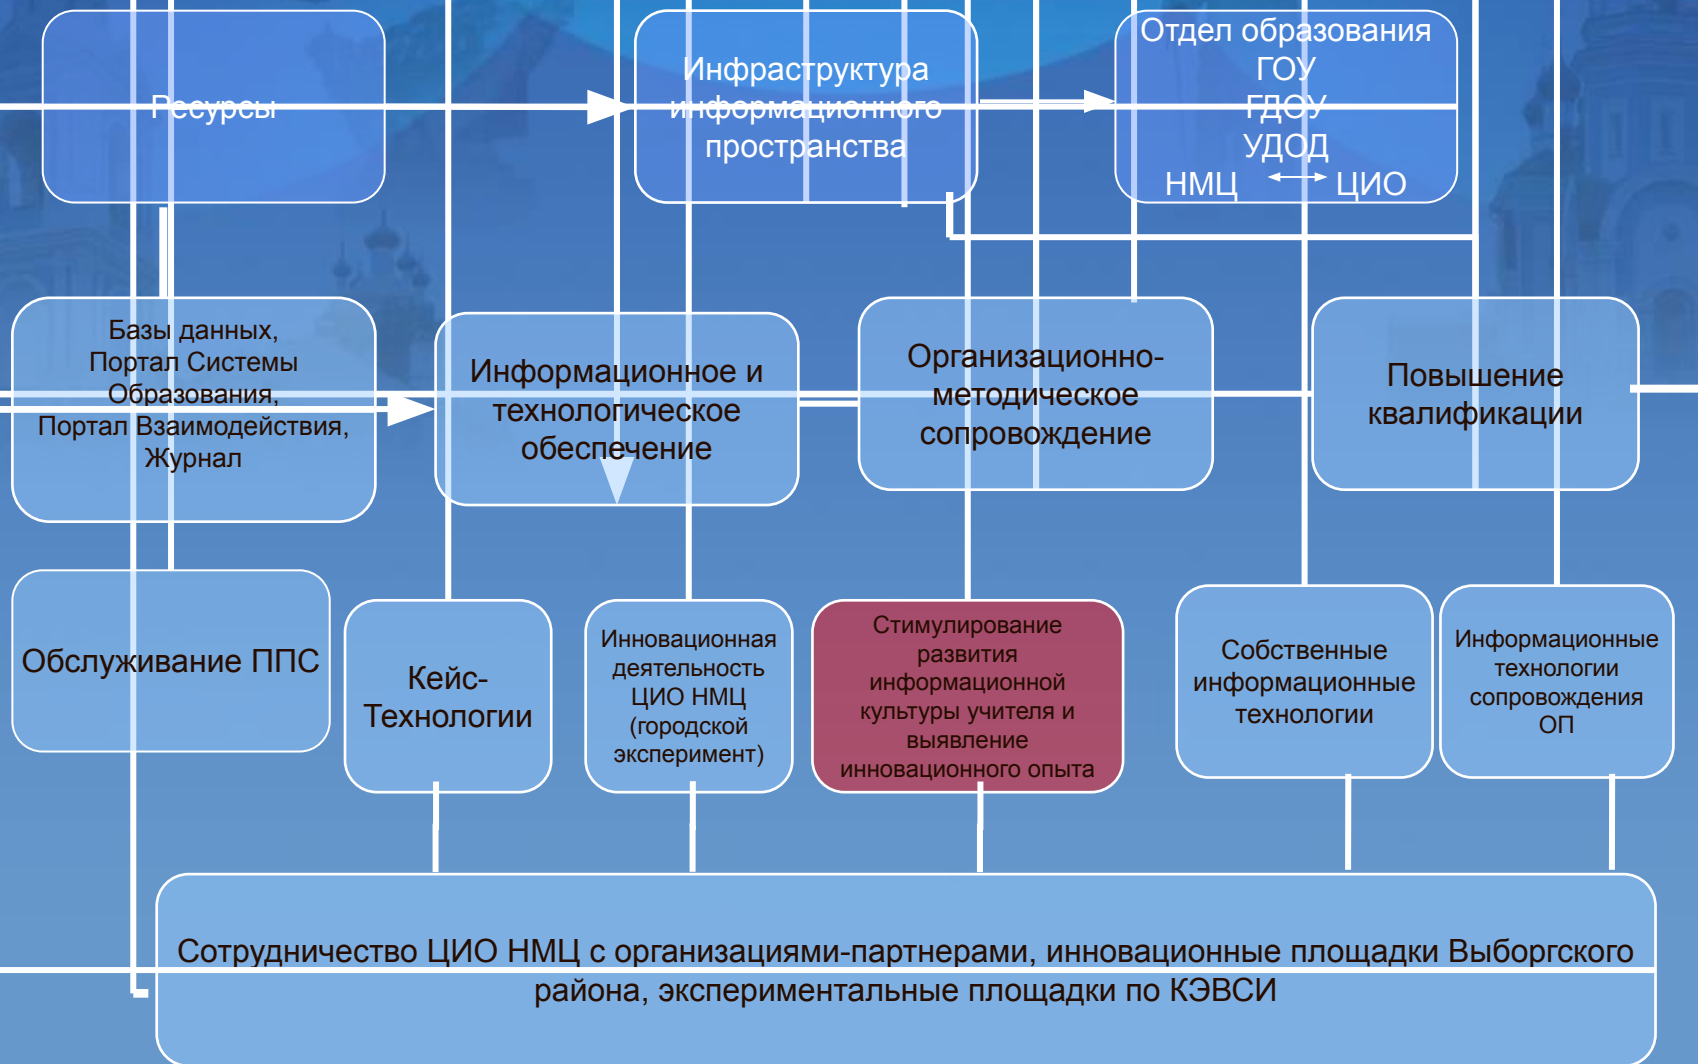 Ресурсы
Инфраструктура
информационного
пространства
Отдел образования
ГОУ
ГДОУ
УДОД
НМЦ ЦИО
Базы данных,
Портал Системы
Образования,
Портал Взаимодействия,
Журнал
Информационное и
технологическое
обеспечение
Организационно-
методическое
сопровождение
Повышение
квалификации
Обслуживание ППС
Кейс-
Технологии
Инновационная
деятельность
ЦИО НМЦ
(городской
эксперимент)
Стимулирование
развития
информационной
культуры учителя и
выявление
инновационного опыта
Собственные
информационные
технологии
Информационные
технологии
сопровождения
ОП
Сотрудничество ЦИО НМЦ с организациями-партнерами, инновационные площадки Выборгского
района, экспериментальные площадки по КЭВСИ